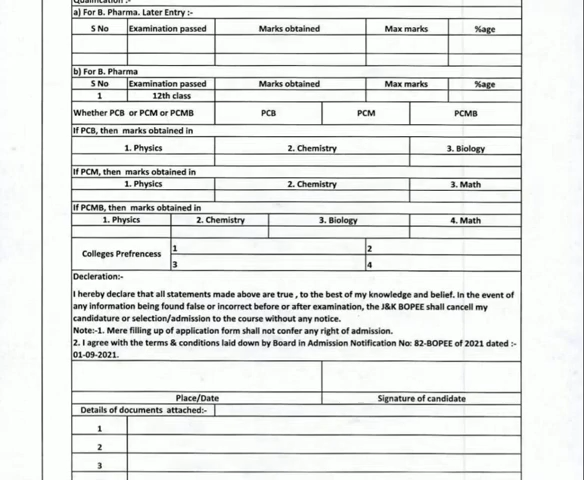 Qualification :-
a) For B. Pharma. Later Entry :-
S No Examination passed Marks obtained Max marks %age
b) For B. Pharma
S No Examination passed Marks obtained Max marks %age
1 12th class
Whether PCB or PCM or PCMB PCB PCM PCMB
If PCB, then marks obtained in
1. Physics 2. Chemistry 3. Biology
If PCM, then marks obtained in
1. Physics 2. Chemistry 3. Math
If PCMB, then marks obtained in
1. Physics 2. Chemistry 3. Biology 4. Math
Colleges Prefrencess 1 2
3 4
Decleration:-
I hereby declare that all statements made above are true , to the best of my knowledge and belief. In the event of
any information being found false or incorrect before or after examination, the J&K BOPEE shall cancell my
candidature or selection/admission to the course without any notice.
Note:-1. Mere filling up of application form shall not confer any right of admission.
2. I agree with the terms & conditions laid down by Board in Admission Notification No: 82-BOPEE of 2021 dated :-
01-09-2021.
Place/Date Signature of candidate
Details of documents attached:-
1
2
3